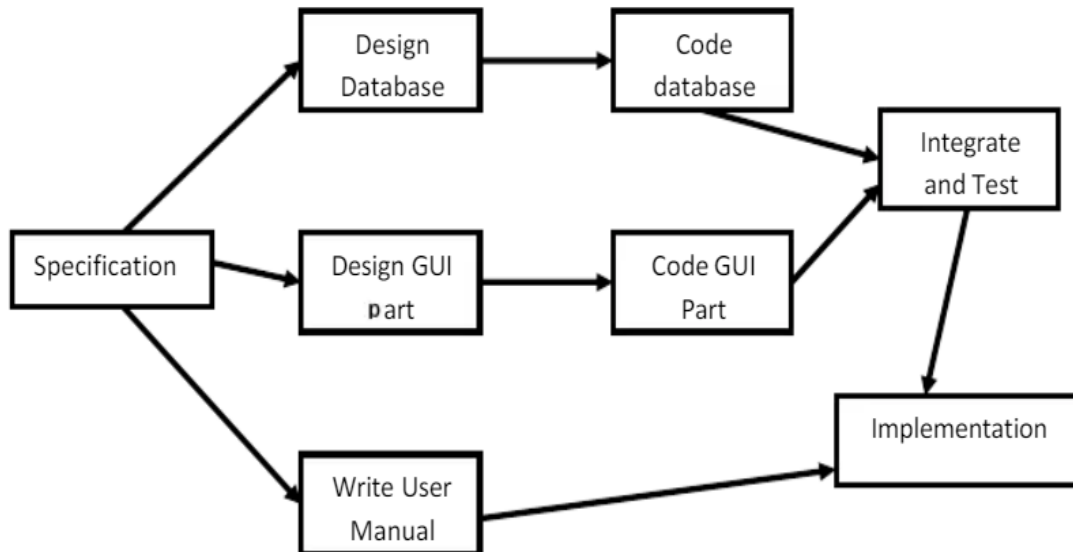 Design
Database
Code
database
Integrate
and Test
Specification
Design GUI
part
Code GUI
Part
Implementation
Write User
Manual